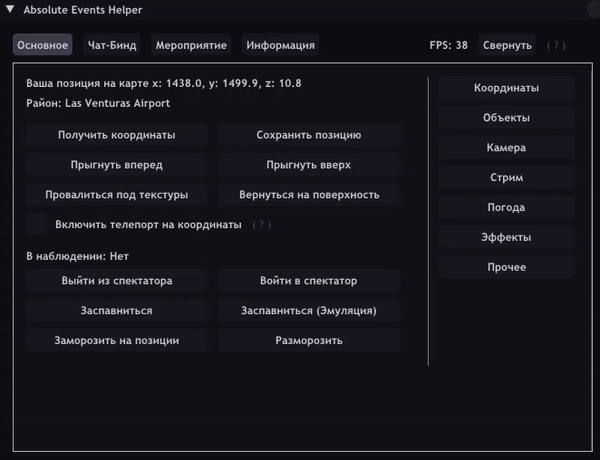 Absolute Events Helper
Основное Чат-Бинд Мероприятие Информация FPS: 38 Свернуть ( ? )
Ваша позиция на карте x: 1438.0, y: 1499.9, z: 10.8
Район: Las Venturas Airport
Получить координаты Сохранить позицию
Прыгнуть вперед Прыгнуть вверх
Провалиться под текстуры Вернуться на поверхность
Включить телепорт на координаты ( ? )
В наблюдении: Нет
Выйти из спектатора Войти в спектатор
Заспавниться Заспавниться (Эмуляция)
Заморозить на позиции Разморозить
Координаты
Объекты
Камера
Стрим
Погода
Эффекты
Прочее